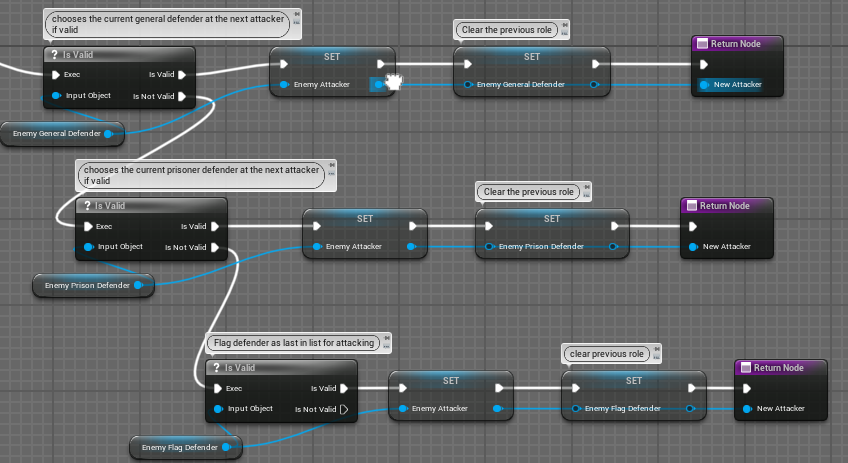 chooses the current general defender at the next attacker
if valid
Clear the previous role
? Is Valid
SET
SET
Return Node
Exec
Is Valid
Input Object
Is Not Valid
Enemy Attacker
Enemy General Defender
New Attacker
Enemy General Defender
chooses the current prisoner defender at the next attacker
if valid
Clear the previous role
? Is Valid
SET
SET
Return Node
Exec
Is Valid
Input Object
Is Not Valid
Enemy Attacker
Enemy Prison Defender
New Attacker
Enemy Prison Defender
Flag defender as last in list for attacking
clear previous role
? Is Valid
SET
SET
Return Node
Exec
Is Valid
Input Object
Is Not Valid
Enemy Attacker
Enemy Flag Defender
New Attacker
Enemy Flag Defender